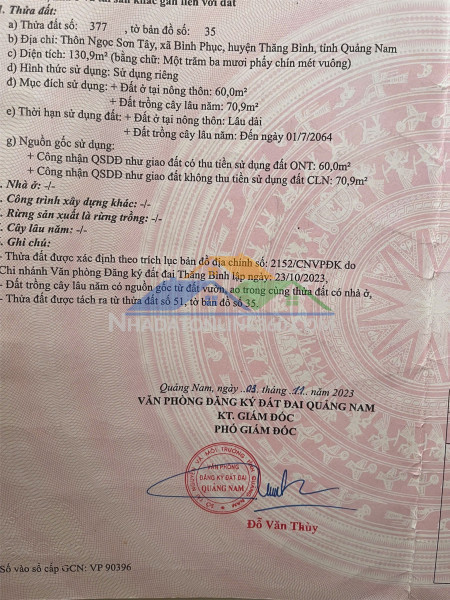 và tài sản khác gắn liền với đất
1. Thửa đất:
a) Thửa đất số: 377 tờ bản đồ số: 35
b) Địa chỉ: Thôn Ngọc Sơn Tây, xã Bình Phục, huyện Thăng Bình, tỉnh Quảng Nam
c) Diện tích: 130,9m² (bằng chữ: Một trăm ba mươi phẩy chín mét vuông)
d) Hình thức sử dụng: Sử dụng riêng
đ) Mục đích sử dụng: + Đất ở tại nông thôn: 60,0m²
+ Đất trồng cây lâu năm: 70,9m²
e) Thời hạn sử dụng đất: + Đất ở tại nông thôn: Lâu dài
+ Đất trồng cây lâu năm: Đến ngày 01/7/2064
g) Nguồn gốc sử dụng:
+ Công nhận QSDĐ như giao đất có thu tiền sử dụng đất ONT: 60,0m²
+ Công nhận QSDĐ như giao đất không thu tiền sử dụng đất CLN: 70,9m²
. Nhà ở: -/-
. Công trình xây dựng khác: -/-
. Rừng sản xuất là rừng trồng: -/-
. Cây lâu năm: -/-
. Ghi chú:
- Thửa đất được xác định theo trích lục bản đồ địa chính số: 2152/CNVPĐK do
Chi nhánh Văn phòng Đăng ký đất đai Thăng Bình lập ngày: 23/10/2023,
- Đất trồng cây lâu năm có nguồn gốc từ đất vườn, ao trong cùng thửa đất có nhà ở,
- Thửa đất được tách ra từ thửa đất số 51, tờ bản đồ số 35.
Quảng Nam, ngày ..03. tháng ..11.. năm 2023
VĂN PHÒNG ĐĂNG KÝ ĐẤT ĐAI QUẢNG NAM
KT. GIÁM ĐỐC
PHÓ GIÁM ĐỐC
VĂN PHÒNG
ĐĂNG KÝ ĐẤT ĐAI
QUẢNG NAM
Đỗ Văn Thùy
Số vào sổ cấp GCN: VP 90396